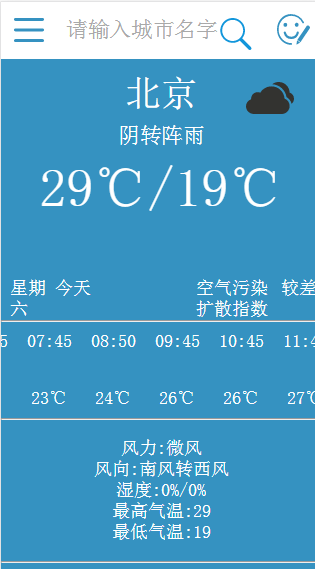 请输入城市名字
北京
阴转阵雨
29℃/19℃
星期 今天 空气污染 较差
六 扩散指数
5 07:45 08:50 09:45 10:45 11:4
23℃ 24℃ 26℃ 26℃ 27℃
风力:微风
风向:南风转西风
湿度:0%/0%
最高气温:29
最低气温:19